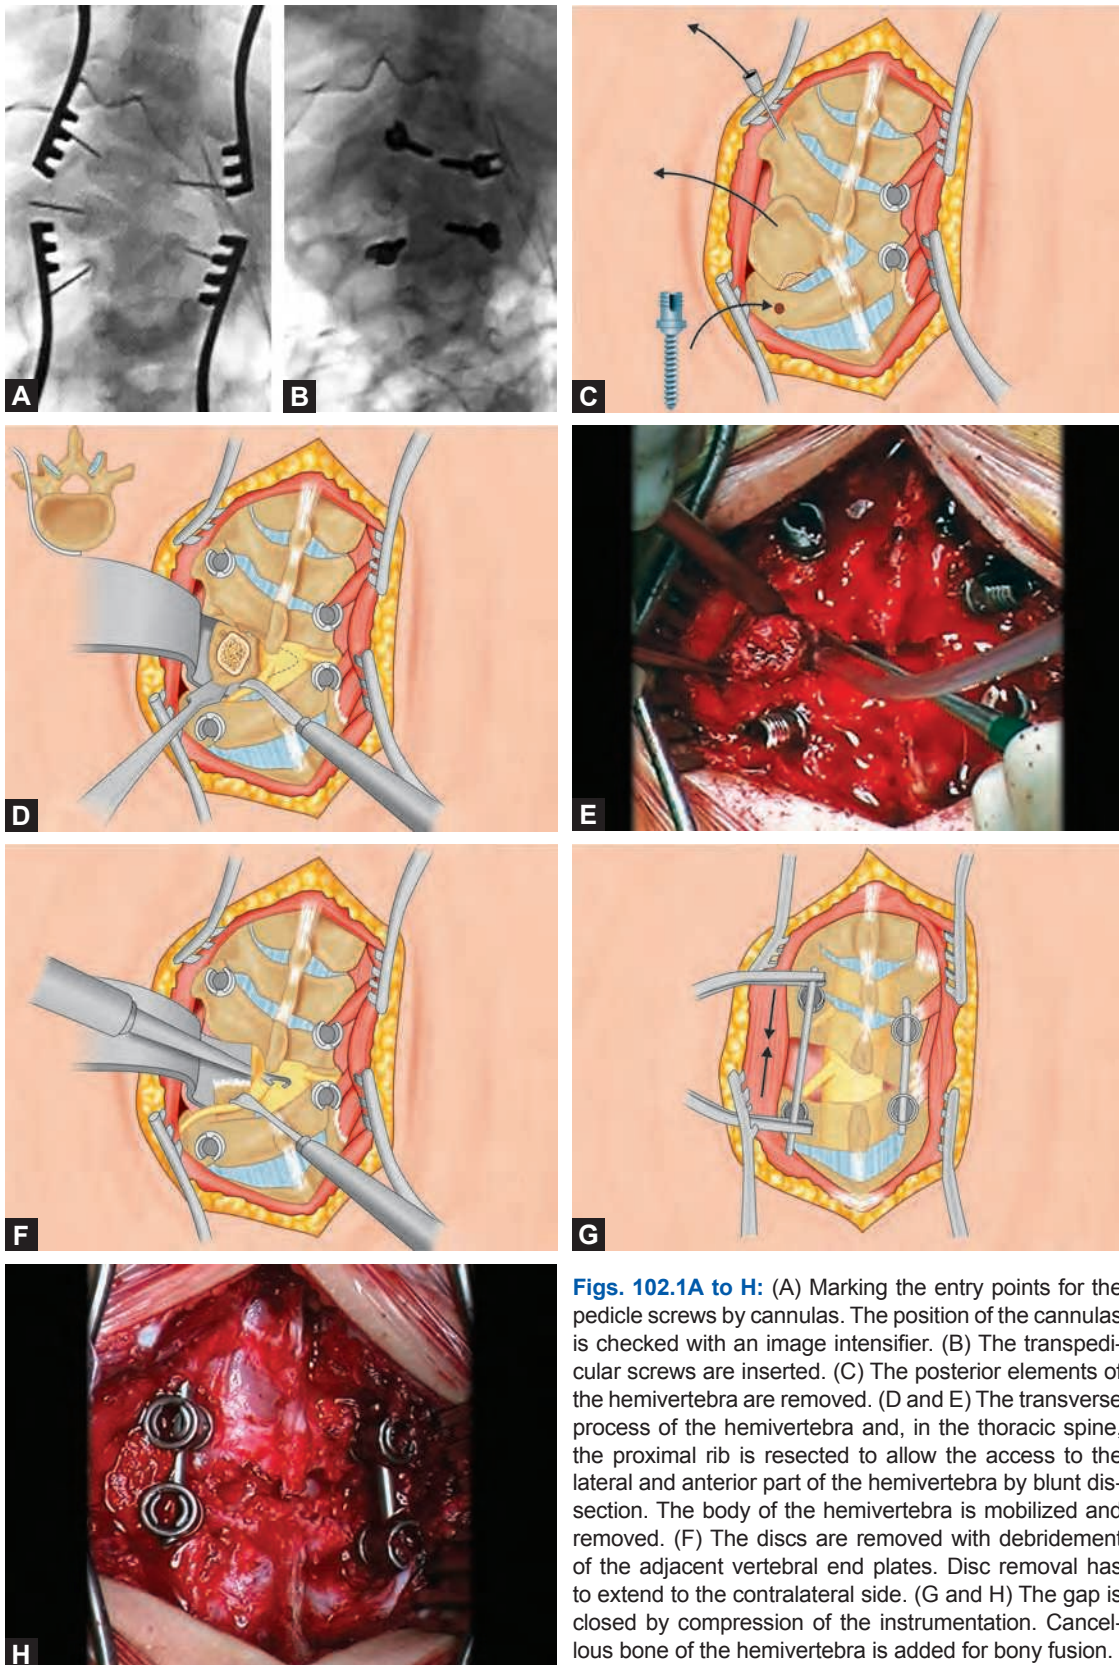 A
B
C
D
E
F
G
H
Figs. 102.1A to H: (A) Marking the entry points for the
pedicle screws by cannulas. The position of the cannulas
is checked with an image intensifier. (B) The transpedi-
cular screws are inserted. (C) The posterior elements of
the hemivertebra are removed. (D and E) The transverse
process of the hemivertebra and, in the thoracic spine,
the proximal rib is resected to allow the access to the
lateral and anterior part of the hemivertebra by blunt dis-
section. The body of the hemivertebra is mobilized and
removed. (F) The discs are removed with debridement
of the adjacent vertebral end plates. Disc removal has
to extend to the contralateral side. (G and H) The gap is
closed by compression of the instrumentation. Cancel-
lous bone of the hemivertebra is added for bony fusion.